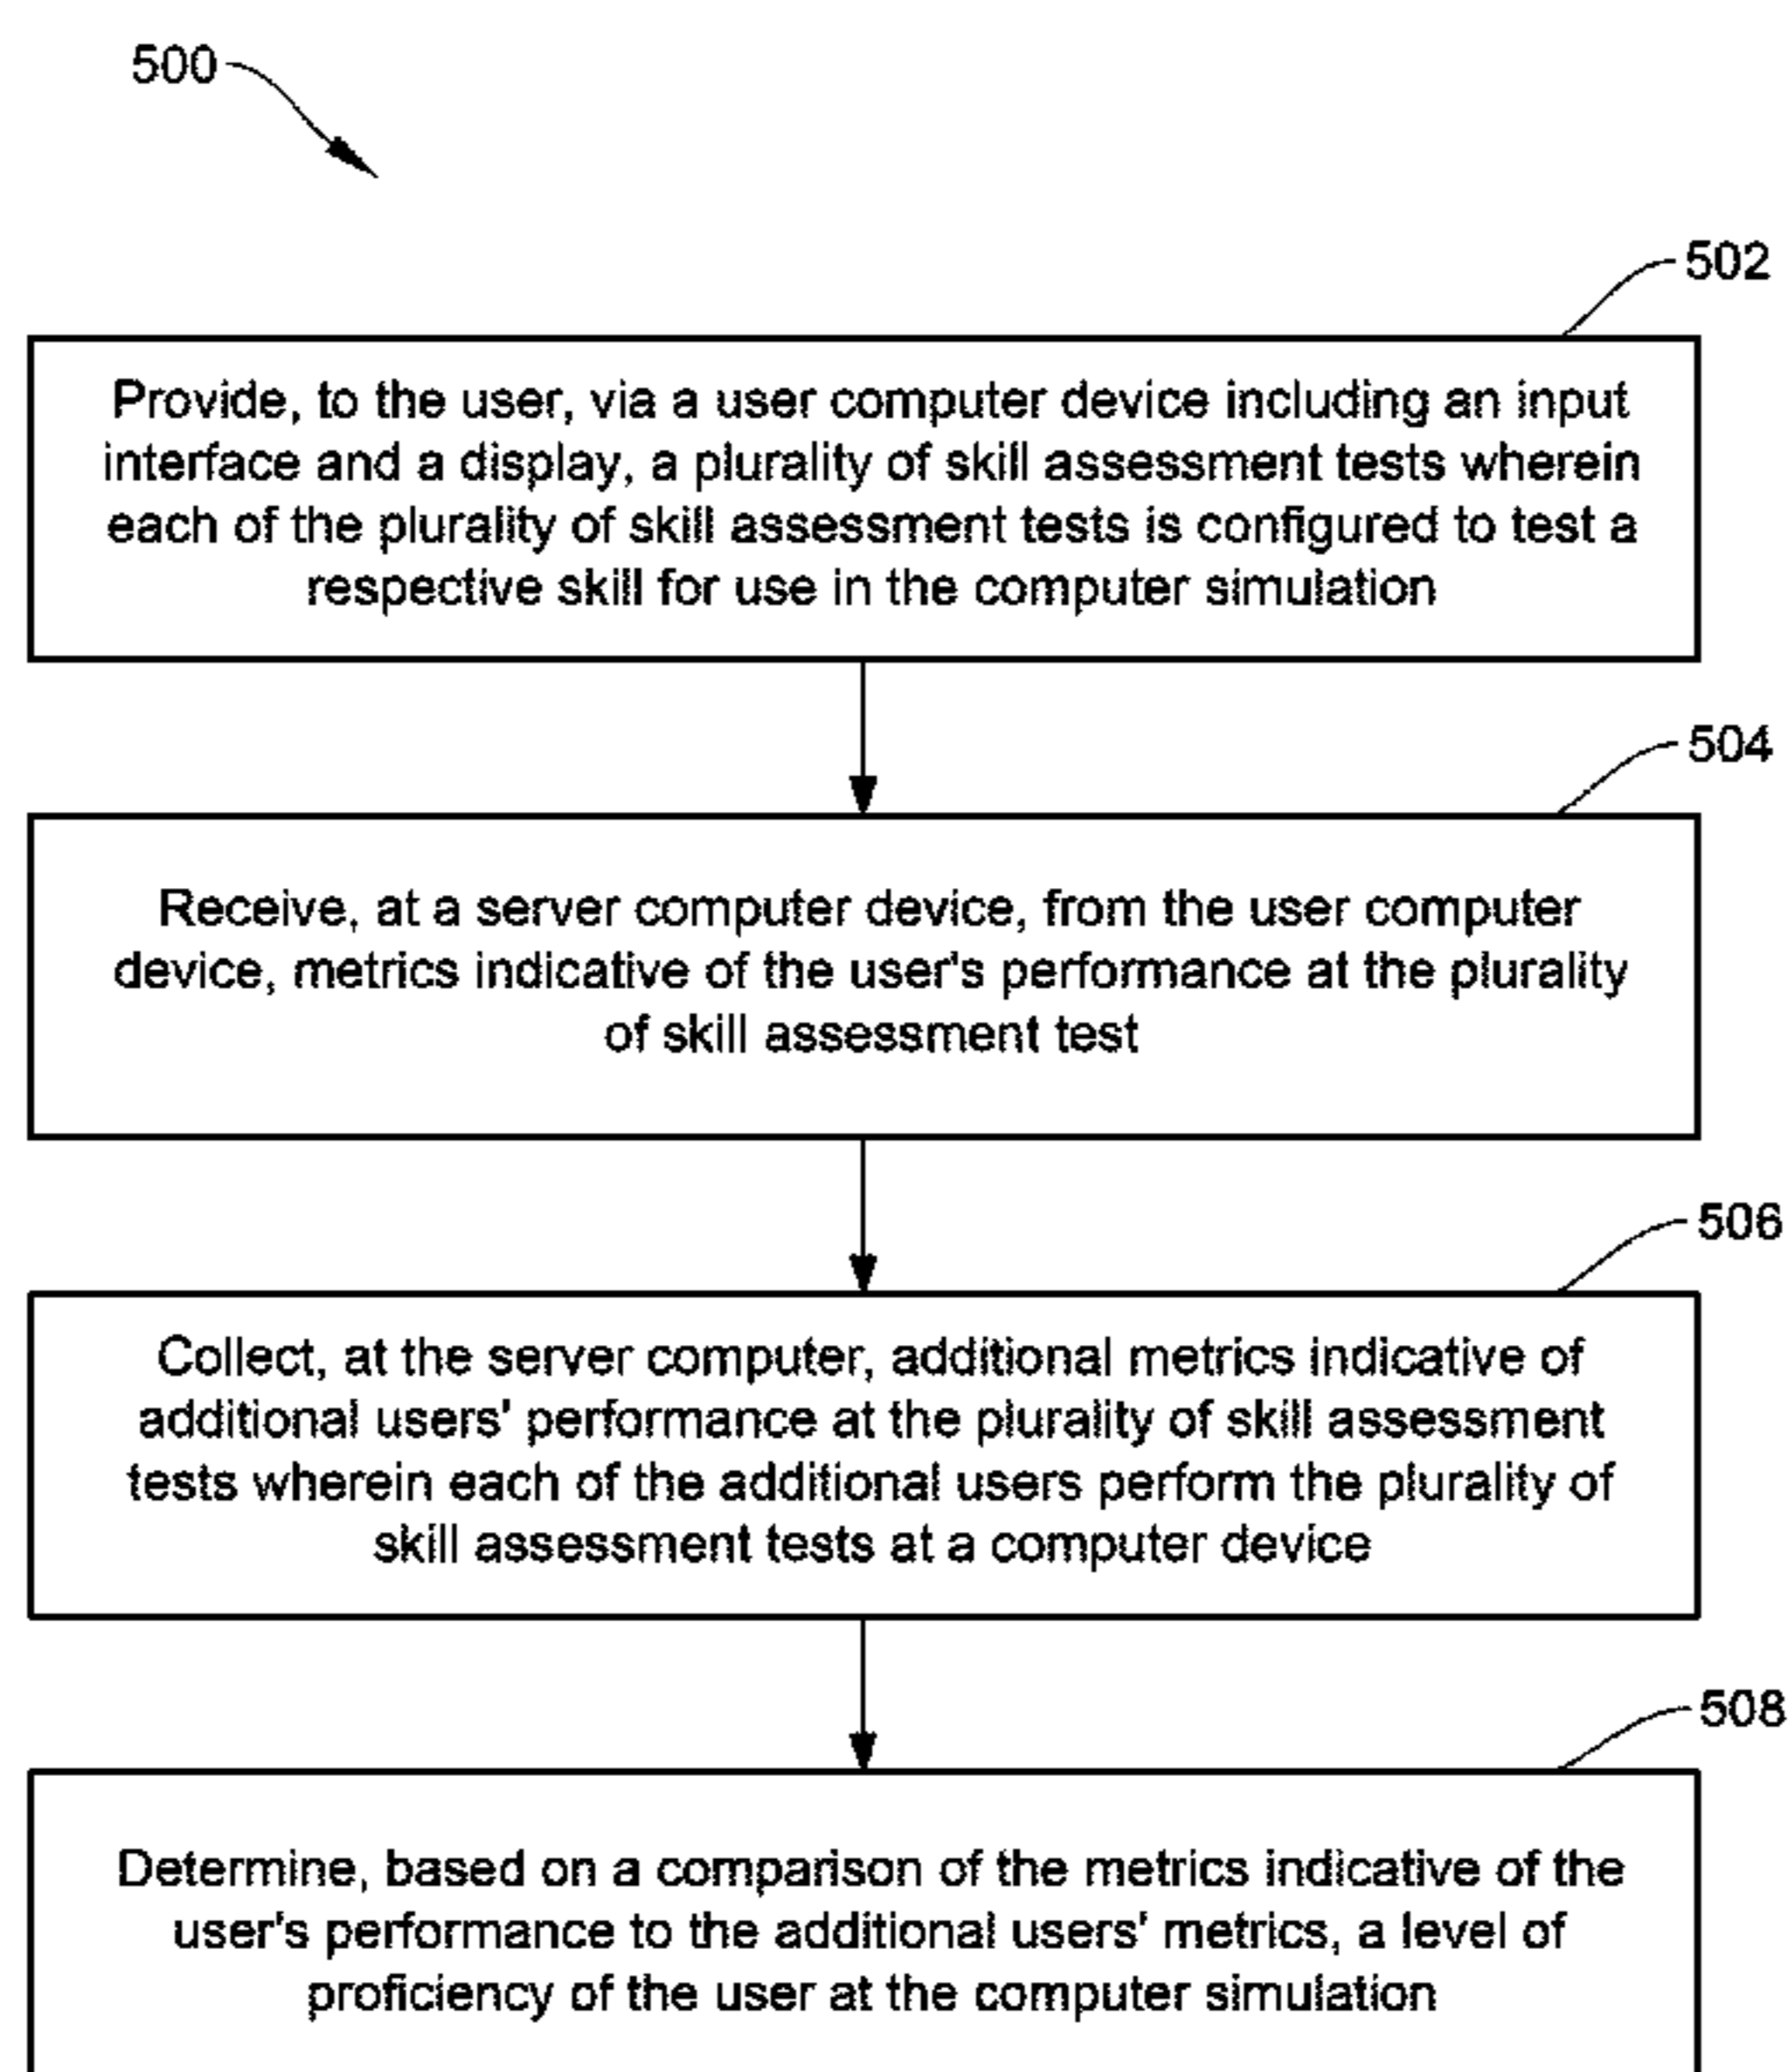 500
502
Provide, to the user, via a user computer device including an input
interface and a display, a plurality of skill assessment tests wherein
each of the plurality of skill assessment tests is configured to test a
respective skill for use in the computer simulation
504
Receive, at a server computer device, from the user computer
device, metrics indicative of the user's performance at the plurality
of skill assessment test
506
Collect, at the server computer, additional metrics indicative of
additional users' performance at the plurality of skill assessment
tests wherein each of the additional users perform the plurality of
skill assessment tests at a computer device
508
Determine, based on a comparison of the metrics indicative of the
user's performance to the additional users' metrics, a level of
proficiency of the user at the computer simulation